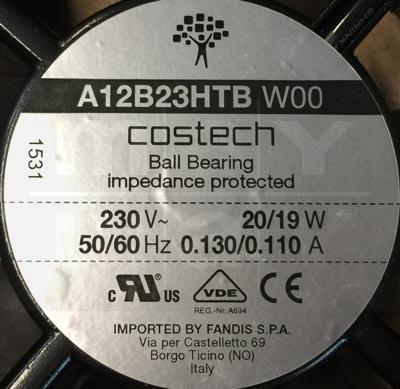 A12B23HTB W00
costech
Ball Bearing
impedance protected
1531
230 V~ 20/19 W
50/60 Hz 0.130/0.110 A
c RU US VDE CE
REG.-Nr. A634
IMPORTED BY FANDIS S.P.A.
Via per Castelletto 69
Borgo Ticino (NO)
Italy